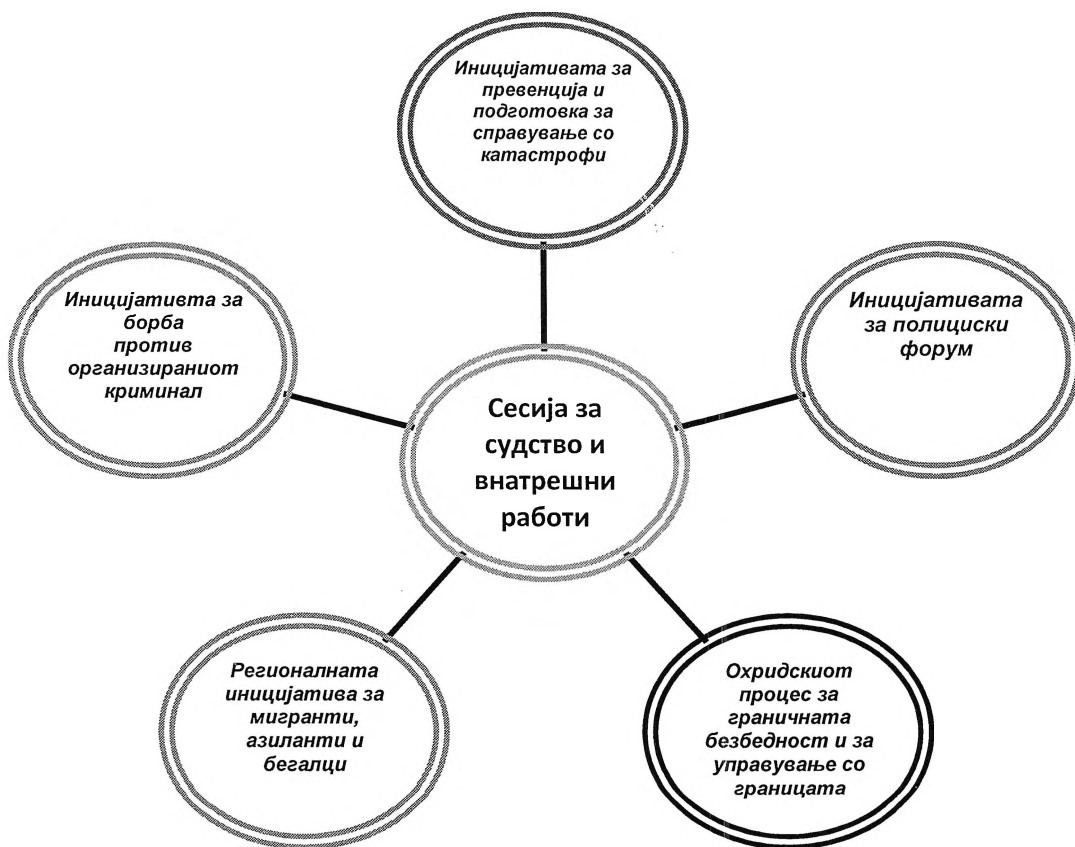 Иницијативата за
превенција и
подготовка за
справување со
катастрофи
Иницијативта за
борба
против
организираниот
криминал
Иницијативата
за полициски
форум
Сесија за
судство и
внатрешни
работи
Регионалната
иницијатива за
мигранти,
азиланти и
бегалци
Охридскиот
процес за
граничната
безбедност и за
управување со
границата